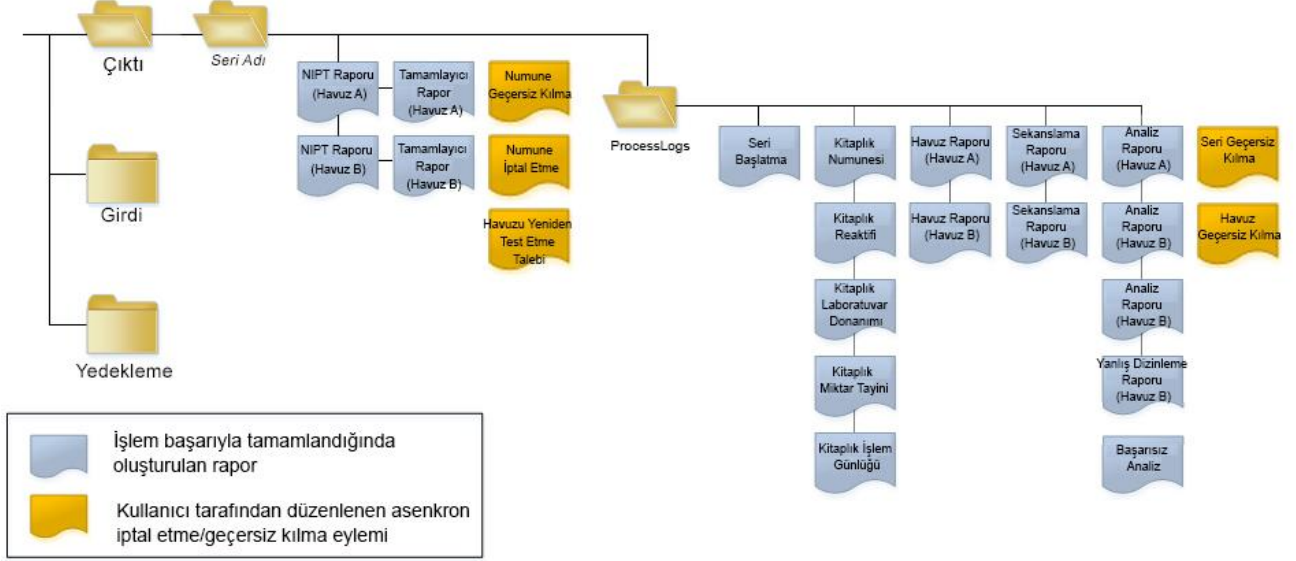 Çıktı
Seri Adı
NIPT Raporu
(Havuz A)
Tamamlayıcı
Rapor
(Havuz A)
Numune
Geçersiz Kılma
NIPT Raporu
(Havuz B)
Tamamlayıcı
Rapor
(Havuz B)
Numune
İptal Etme
Havuzu Yeniden
Test Etme
Talebi
ProcessLogs
Seri
Başlatma
Kitaplık
Numunesi
Havuz Raporu
(Havuz A)
Sekanslama
Raporu
(Havuz A)
Analiz
Raporu
(Havuz A)
Seri Geçersiz
Kılma
Kitaplık
Reaktifi
Havuz Raporu
(Havuz B)
Sekanslama
Raporu
(Havuz B)
Analiz
Raporu
(Havuz B)
Havuz
Geçersiz Kılma
Kitaplık
Laboratuvar
Donanımı
Analiz
Raporu
(Havuz B)
Kitaplık
Miktar Tayini
Yanlış Dizinleme
Raporu
(Havuz B)
Kitaplık İşlem
Günlüğü
Başarısız
Analiz
Girdi
Yedekleme
İşlem başarıyla tamamlandığında
oluşturulan rapor
Kullanıcı tarafından düzenlenen asenkron
iptal etme/geçersiz kılma eylemi